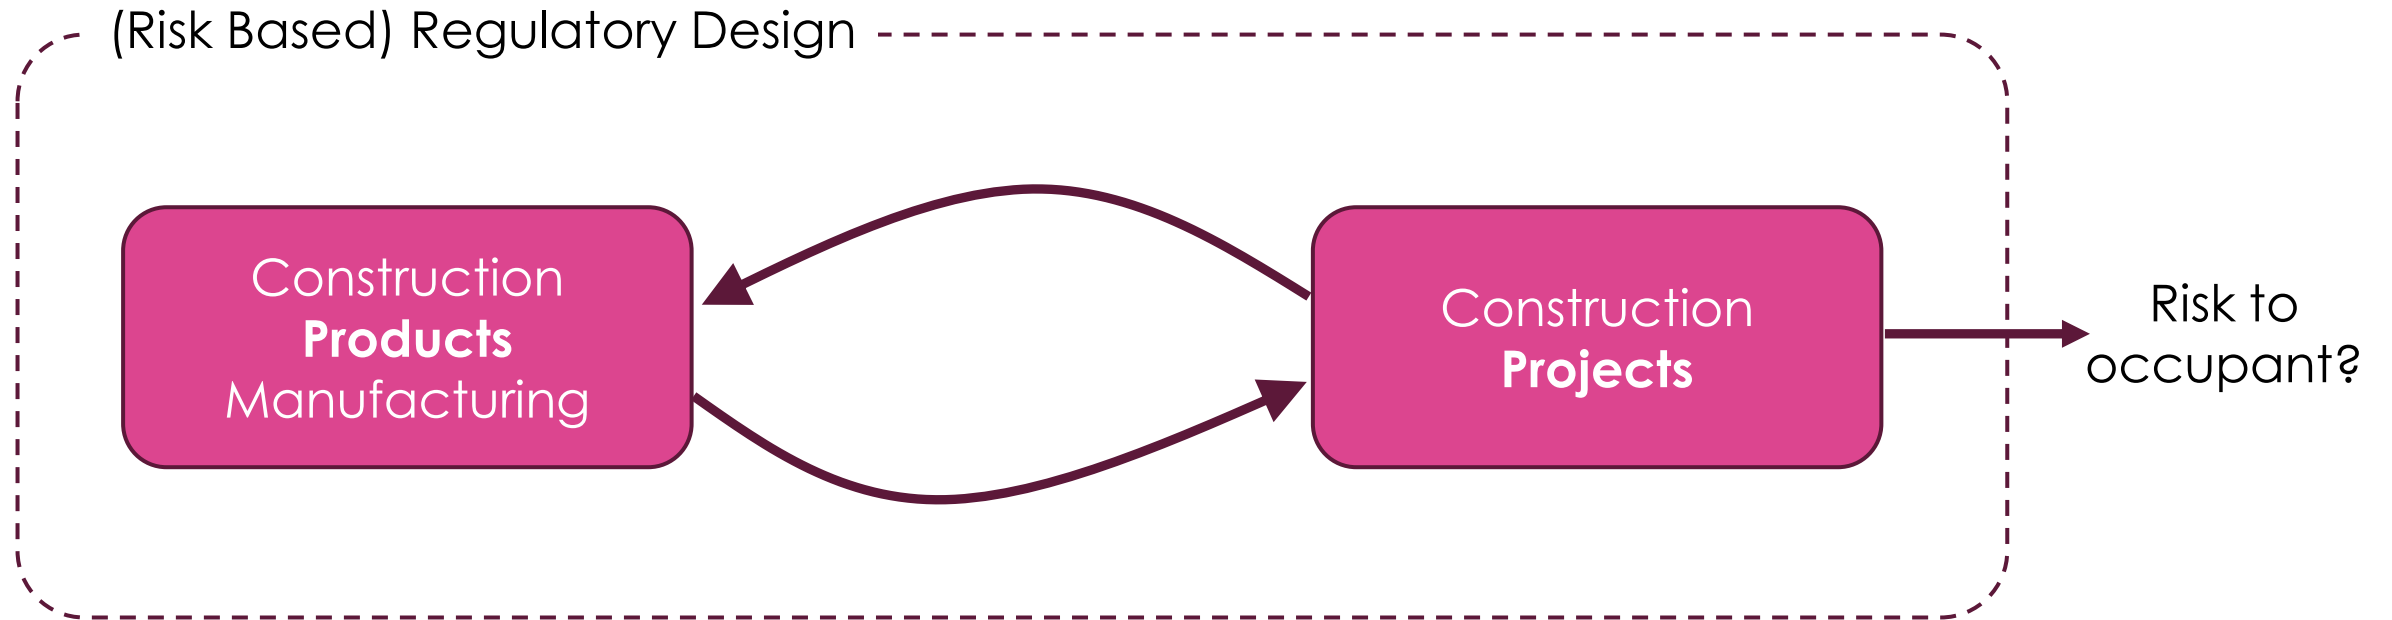 (Risk Based) Regulatory Design
Construction
Products
Manufacturing
Construction
Projects
Risk to
occupant?